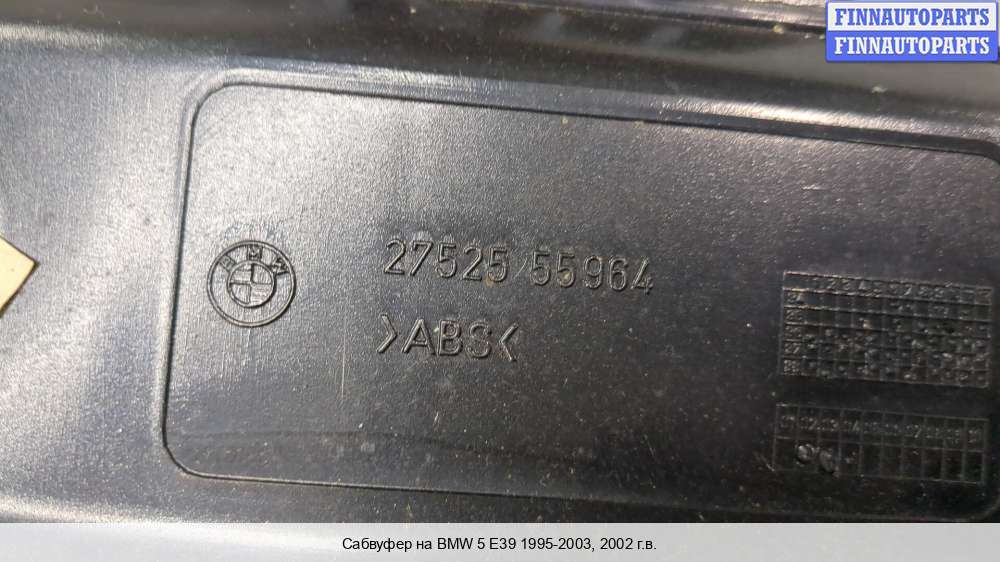 FINNAUTOPARTS
FINNAUTOPARTS
BMW
27525 55964
>ABS<
Сабвуфер на BMW 5 E39 1995-2003, 2002 г.в.